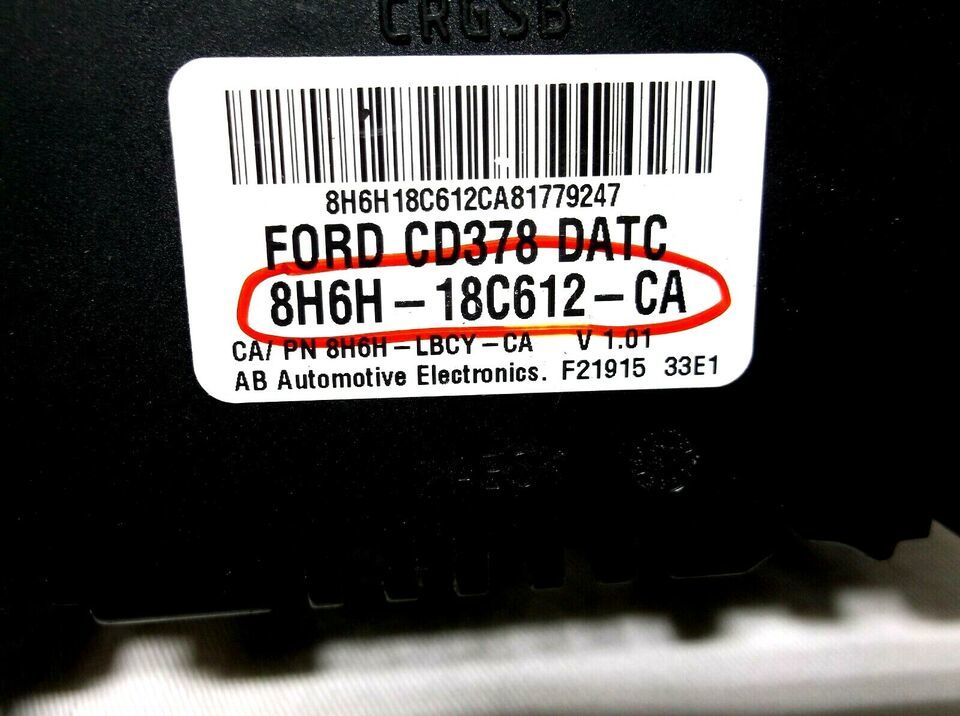 CRGSB
8H6H18C612CA81779247
FORD CD378 DATC
8H6H-18C612-CA
CA/ PN 8H6H-LBCY-CA V 1.01
AB Automotive Electronics. F21915 33E1